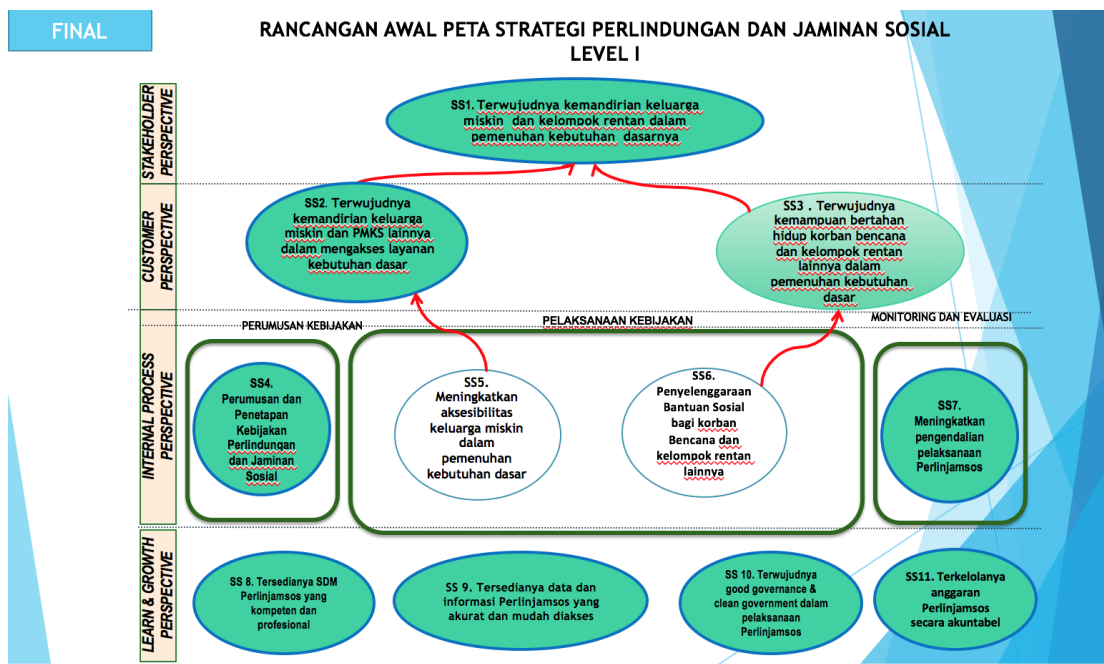 FINAL
RANCANGAN AWAL PETA STRATEGI PERLINDUNGAN DAN JAMINAN SOSIAL
LEVEL I
STAKEHOLDER
PERSPECTIVE
SS1. Terwujudnya kemandirian keluarga
miskin dan kelompok rentan dalam
pemenuhan kebutuhan dasarnya
CUSTOMER
PERSPECTIVE
SS2. Terwujudnya
kemandirian keluarga
miskin dan PMKS lainnya
dalam mengakses layanan
kebutuhan dasar
SS3 . Terwujudnya
kemampuan bertahan
hidup korban bencana
dan kelompok rentan
lainnya dalam
pemenuhan kebutuhan
dasar
INTERNAL PROCESS
PERSPECTIVE
PERUMUSAN KEBIJAKAN
PELAKSANAAN KEBIJAKAN
MONITORING DAN EVALUASI
SS4.
Perumusan dan
Penetapan
Kebijakan
Perlindungan
dan Jaminan
Sosial
SS5.
Meningkatkan
aksesibilitas
keluarga miskin
dalam
pemenuhan
kebutuhan dasar
SS6.
Penyelenggaraan
Bantuan Sosial
bagi korban
Bencana dan
kelompok rentan
lainnya
SS7.
Meningkatkan
pengendalian
pelaksanaan
Perlinjamsos
LEARN & GROWTH
PERSPECTIVE
SS 8. Tersedianya SDM
Perlinjamsos yang
kompeten dan
profesional
SS 9. Tersedianya data dan
informasi Perlinjamsos yang
akurat dan mudah diakses
SS 10. Terwujudnya
good governance &
clean government dalam
pelaksanaan
Perlinjamsos
SS11. Terkelolanya
anggaran
Perlinjamsos
secara akuntabel